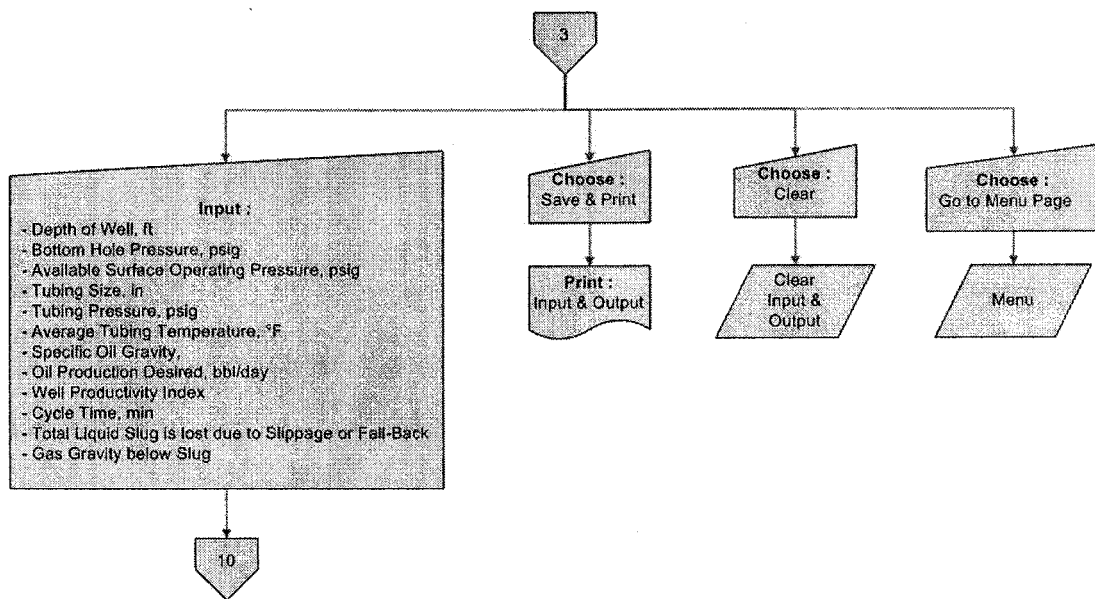 3
Input :
- Depth of Well, ft
- Bottom Hole Pressure, psig
- Available Surface Operating Pressure, psig
- Tubing Size, in
- Tubing Pressure, psig
- Average Tubing Temperature, °F
- Specific Oil Gravity,
- Oil Production Desired, bbl/day
- Well Productivity Index
- Cycle Time, min
- Total Liquid Slug is lost due to Slippage or Fall-Back
- Gas Gravity below Slug
10
Choose :
Save & Print
Print :
Input & Output
Choose :
Clear
Clear
Input &
Output
Choose :
Go to Menu Page
Menu